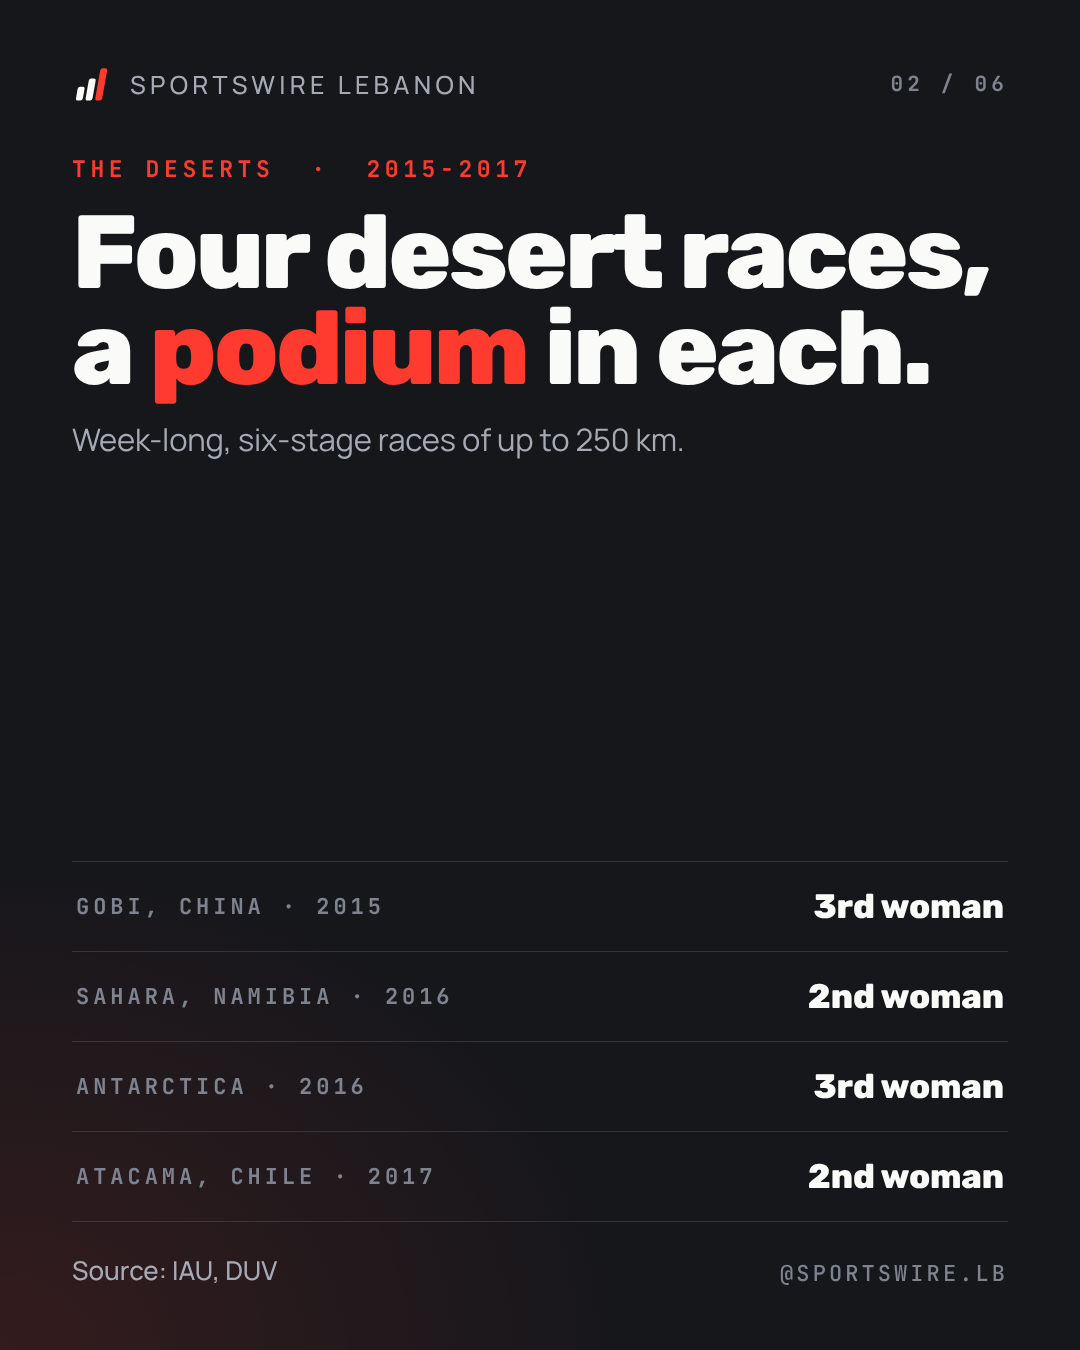 SPORTSWIRE LEBANON
02 / 06
THE DESERTS · 2015-2017
Four desert races,
a podium in each.
Week-long, six-stage races of up to 250 km.
GOBI, CHINA · 2015
3rd woman
SAHARA, NAMIBIA · 2016
2nd woman
ANTARCTICA · 2016
3rd woman
ATACAMA, CHILE · 2017
2nd woman
Source: IAU, DUV
@SPORTSWIRE.LB